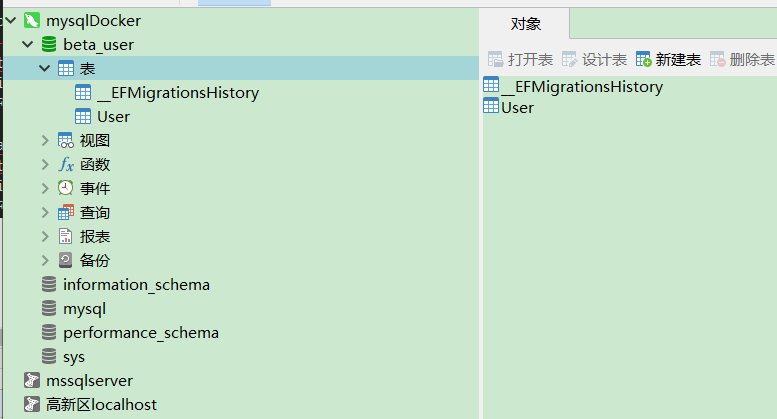 mysqlDocker
beta_user
表
__EFMigrationsHistory
User
视图
fx 函数
事件
查询
报表
备份
information_schema
mysql
performance_schema
sys
mssqlserver
高新区localhost
对象
打开表 设计表 新建表 删除表
__EFMigrationsHistory
User